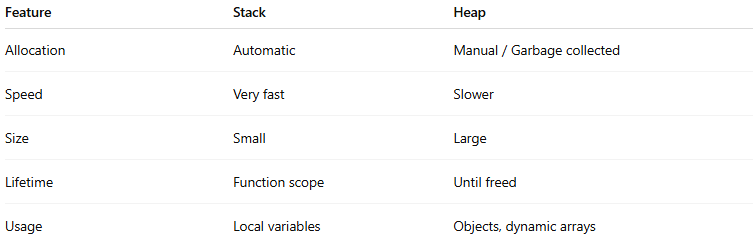 Feature Stack Heap
Allocation Automatic Manual / Garbage collected
Speed Very fast Slower
Size Small Large
Lifetime Function scope Until freed
Usage Local variables Objects, dynamic arrays